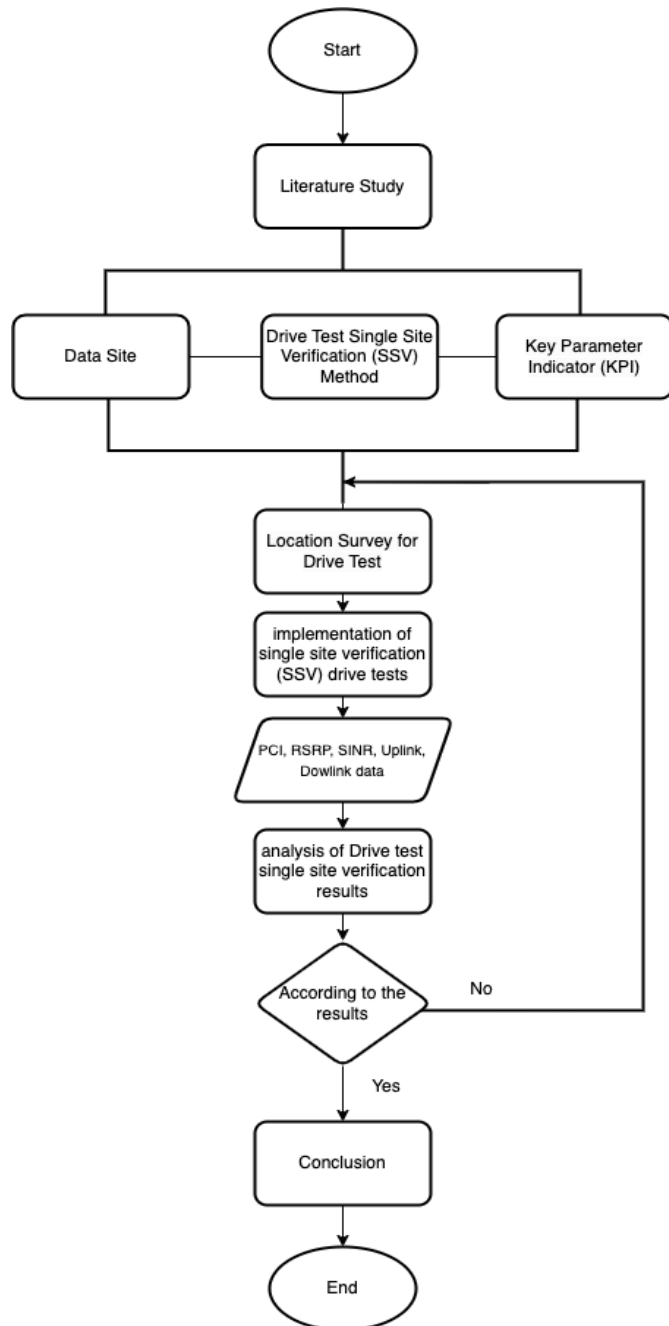 Start
Literature Study
Data Site
Drive Test Single Site
Verification (SSV)
Method
Key Parameter
Indicator (KPI)
Location Survey for
Drive Test
implementation of
single site verification
(SSV) drive tests
PCI, RSRP, SINR, Uplink,
Dowlink data
analysis of Drive test
single site verification
results
According to the
results
No
Yes
Conclusion
End